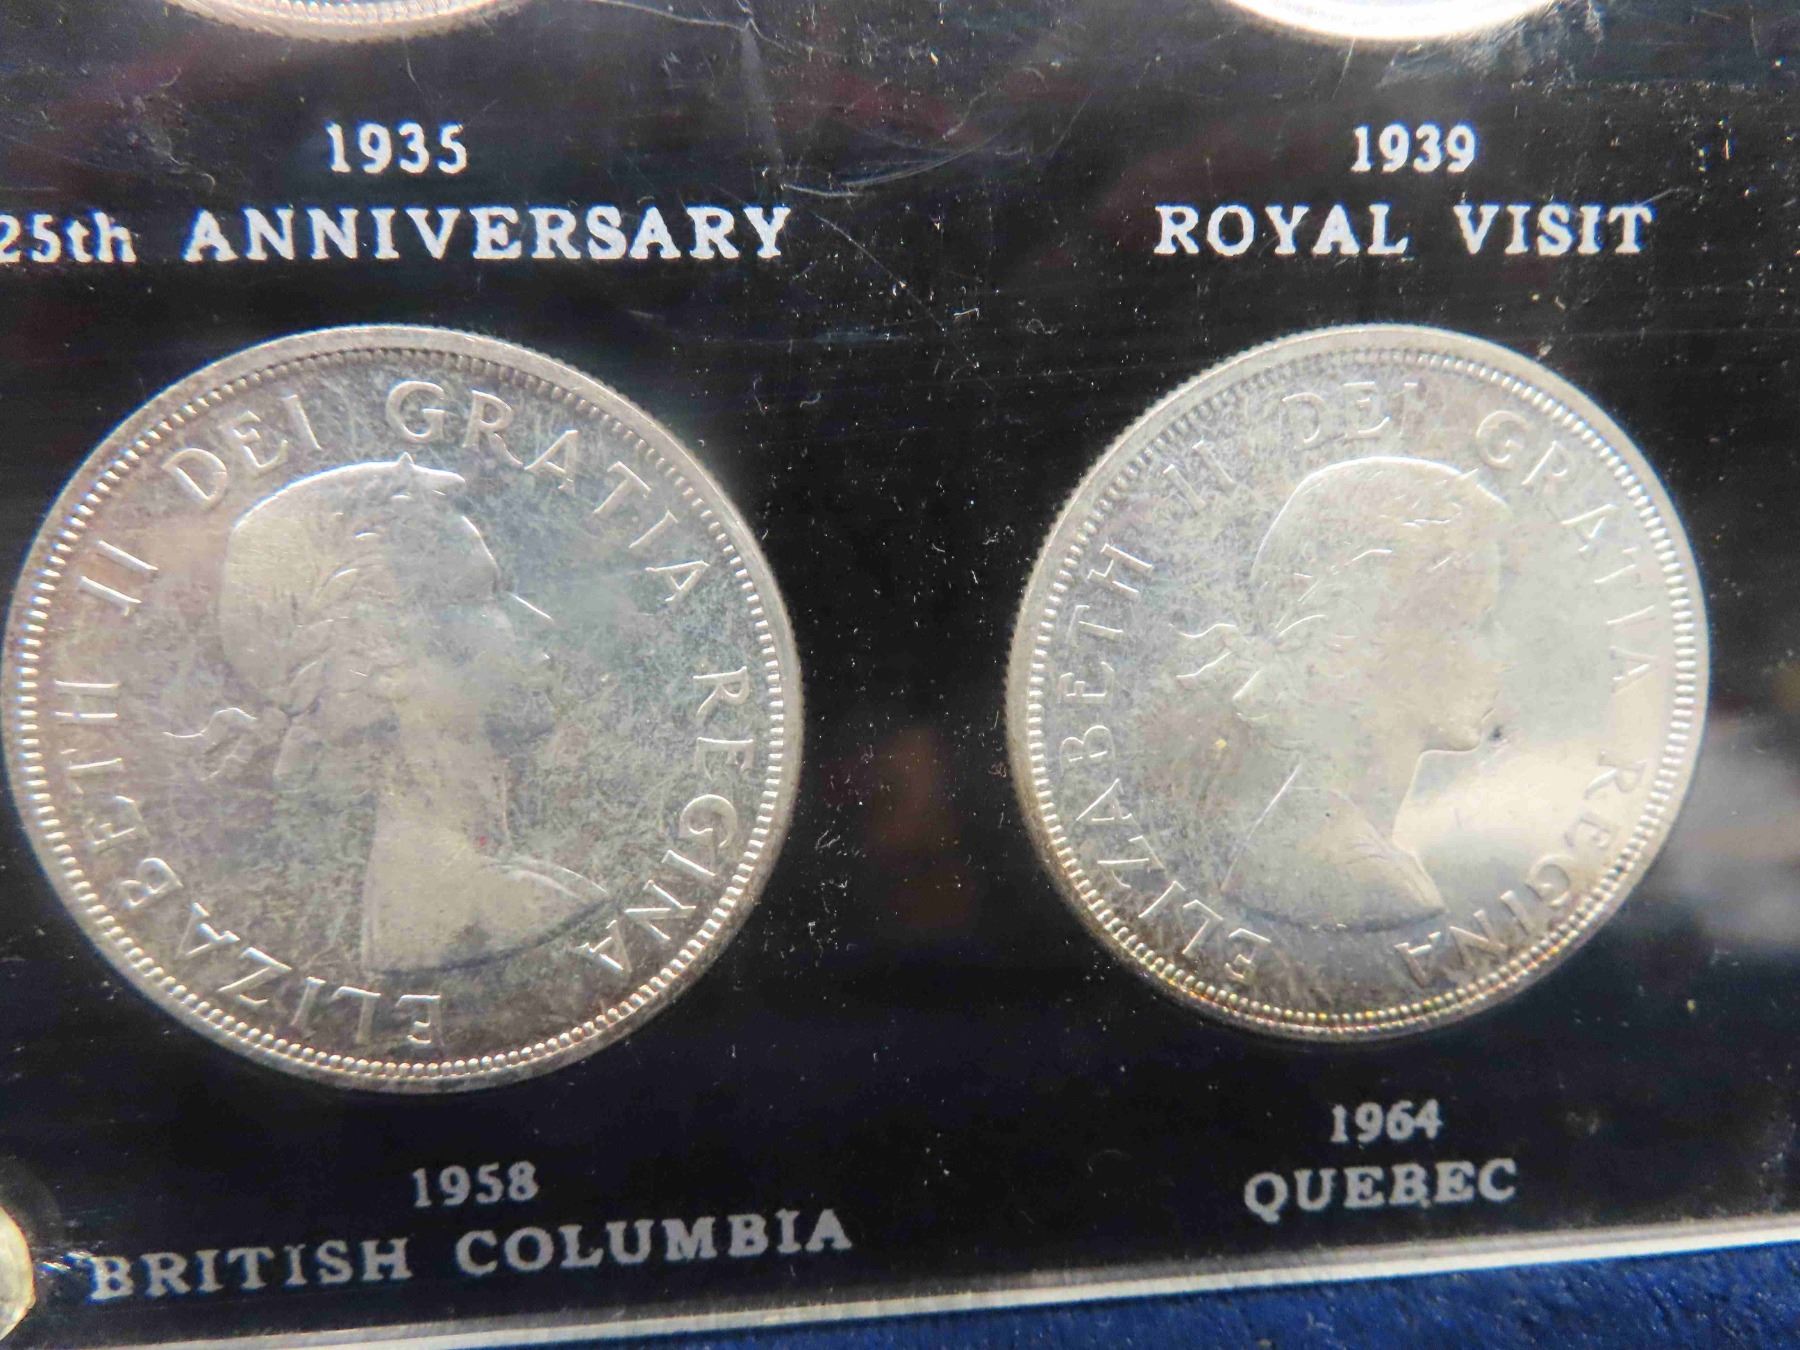 1935
25th ANNIVERSARY
1939
ROYAL VISIT
ELIZABETH II DEI GRATIA REGINA
ELIZABETH II DEI GRATIA REGINA
1958
BRITISH COLUMBIA
1964
QUEBEC